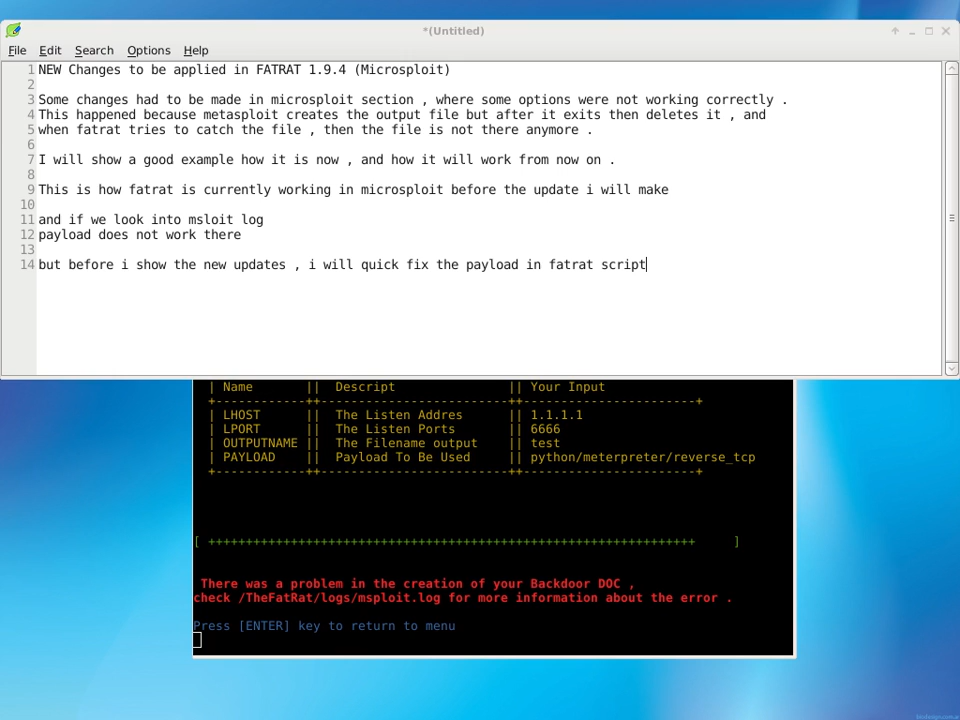 *(Untitled)
File Edit Search Options Help
1 NEW Changes to be applied in FATRAT 1.9.4 (Microsploit)
2
3 Some changes had to be made in microsploit section , where some options were not working correctly .
4 This happened because metasploit creates the output file but after it exits then deletes it , and
5 when fatrat tries to catch the file , then the file is not there anymore .
6
7 I will show a good example how it is now , and how it will work from now on .
8
9 This is how fatrat is currently working in microsploit before the update i will make
10
11 and if we look into msloit log
12 payload does not work there
13
14 but before i show the new updates , i will quick fix the payload in fatrat script
| Name || Descript || Your Input
+------------++-------------------------++-----------------------+
| LHOST || The Listen Addres || 1.1.1.1
| LPORT || The Listen Ports || 6666
| OUTPUTNAME || The Filename output || test
| PAYLOAD || Payload To Be Used || python/meterpreter/reverse_tcp
+------------++-------------------------++-----------------------+
[ +++++++++++++++++++++++++++++++++++++++++++++++++++++++++++++++++ ]
There was a problem in the creation of your Backdoor DOC ,
check /TheFatRat/logs/msploit.log for more information about the error .
Press [ENTER] key to return to menu